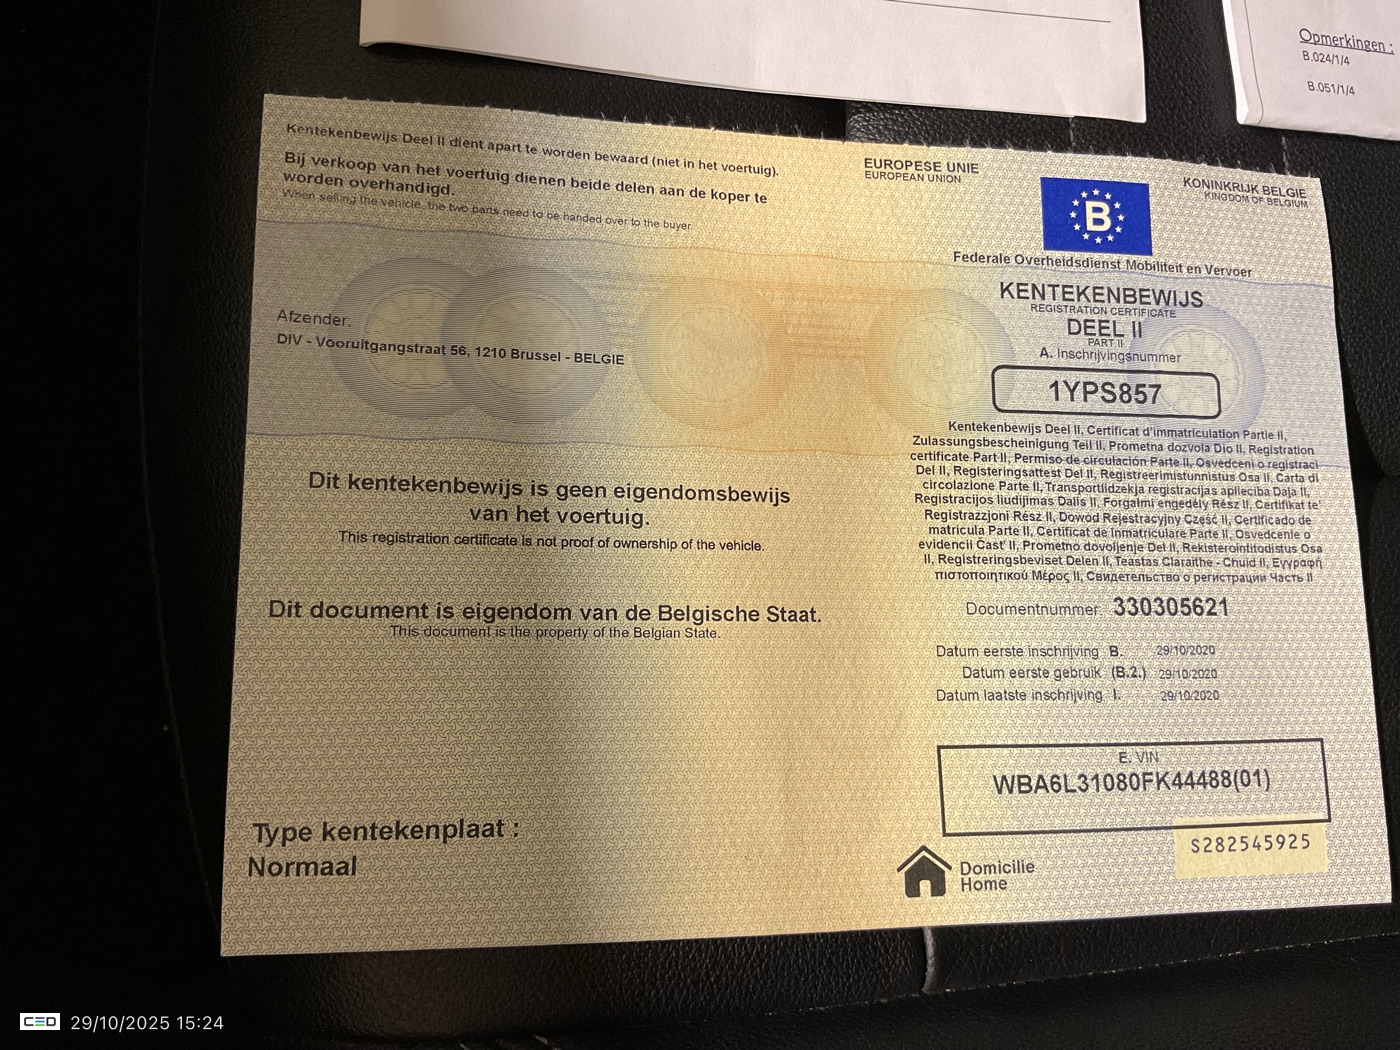 Opmerkingen :
B.024/1/4
B.051/1/4
Kentekenbewijs Deel II dient apart te worden bewaard (niet in het voertuig).
Bij verkoop van het voertuig dienen beide delen aan de koper te
worden overhandigd.
When selling the vehicle, the two parts need to be handed over to the buyer
Afzender:
DIV - Vooruitgangstraat 56, 1210 Brussel - BELGIE
Dit kentekenbewijs is geen eigendomsbewijs
van het voertuig.
This registration certificate is not proof of ownership of the vehicle.
Dit document is eigendom van de Belgische Staat.
This document is the property of the Belgian State.
Type kentekenplaat :
Normaal
EUROPESE UNIE
EUROPEAN UNION
B
KONINKRIJK BELGIE
KINGDOM OF BELGIUM
Federale Overheidsdienst Mobiliteit en Vervoer
KENTEKENBEWIJS
REGISTRATION CERTIFICATE
DEEL II
PART II
A. Inschrijvingsnummer
1YPS857
Kentekenbewijs Deel II, Certificat d'immatriculation Partie II,
Zulassungsbescheinigung Teil II, Prometna dozvola Dio II, Registration
certificate Part II, Permiso de circulación Parte II, Osvedceni o registraci
Del II, Registeringsattest Del II, Registreerimistunnistus Osa II, Carta di
circolazione Parte II, Transportlidzekja registracijas aplieciba Daja II,
Registracijos liudijimas Dalis II, Forgalmi engedély Rész II, Certifikat te'
Registrazzjoni Rész II, Dowod Rejestracyjny Część II, Certificado de
matricula Parte II, Certificat de Inmatriculare Parte II, Osvedcenie o
evidencii Čast' II, Prometno dovoljenje Del II, Rekisterointitodistus Osa
II, Registreringsbeviset Delen II, Teastas Claraithe - Chuid II, Εγγραφή
πιστοποιητικού Μέρος II, Свидетельство о регистрации Часть II
Documentnummer: 330305621
Datum eerste inschrijving B. 29/10/2020
Datum eerste gebruik (B.2.) 29/10/2020
Datum laatste inschrijving I. 29/10/2020
E. VIN
WBA6L31080FK44488(01)
S282545925
Domicilie
Home
CED 29/10/2025 15:24